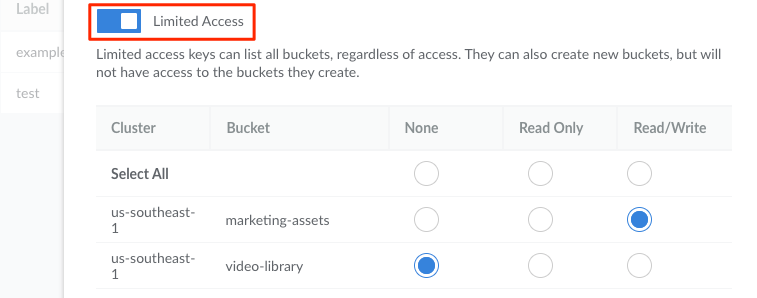 Label
Limited Access
example
Limited access keys can list all buckets, regardless of access. They can also create new buckets, but will
not have access to the buckets they create.
test
Cluster Bucket None Read Only Read/Write
Select All
us-southeast-
1
marketing-assets
us-southeast-
1
video-library